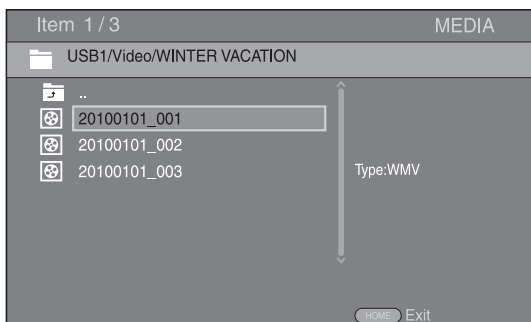 Item 1/3 MEDIA
USB1/Video/WINTER VACATION
..
20100101_001
20100101_002
20100101_003
Type:WMV
HOME Exit